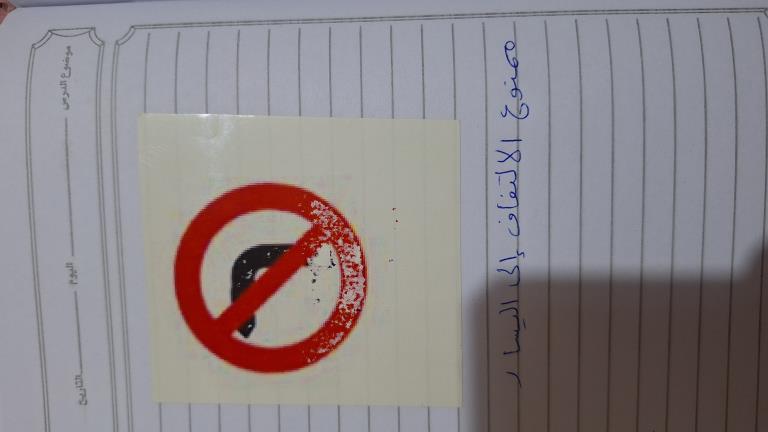 موضوع الدرس
اليوم
التاريخ
ممنوع الالتفاف إلى اليسار